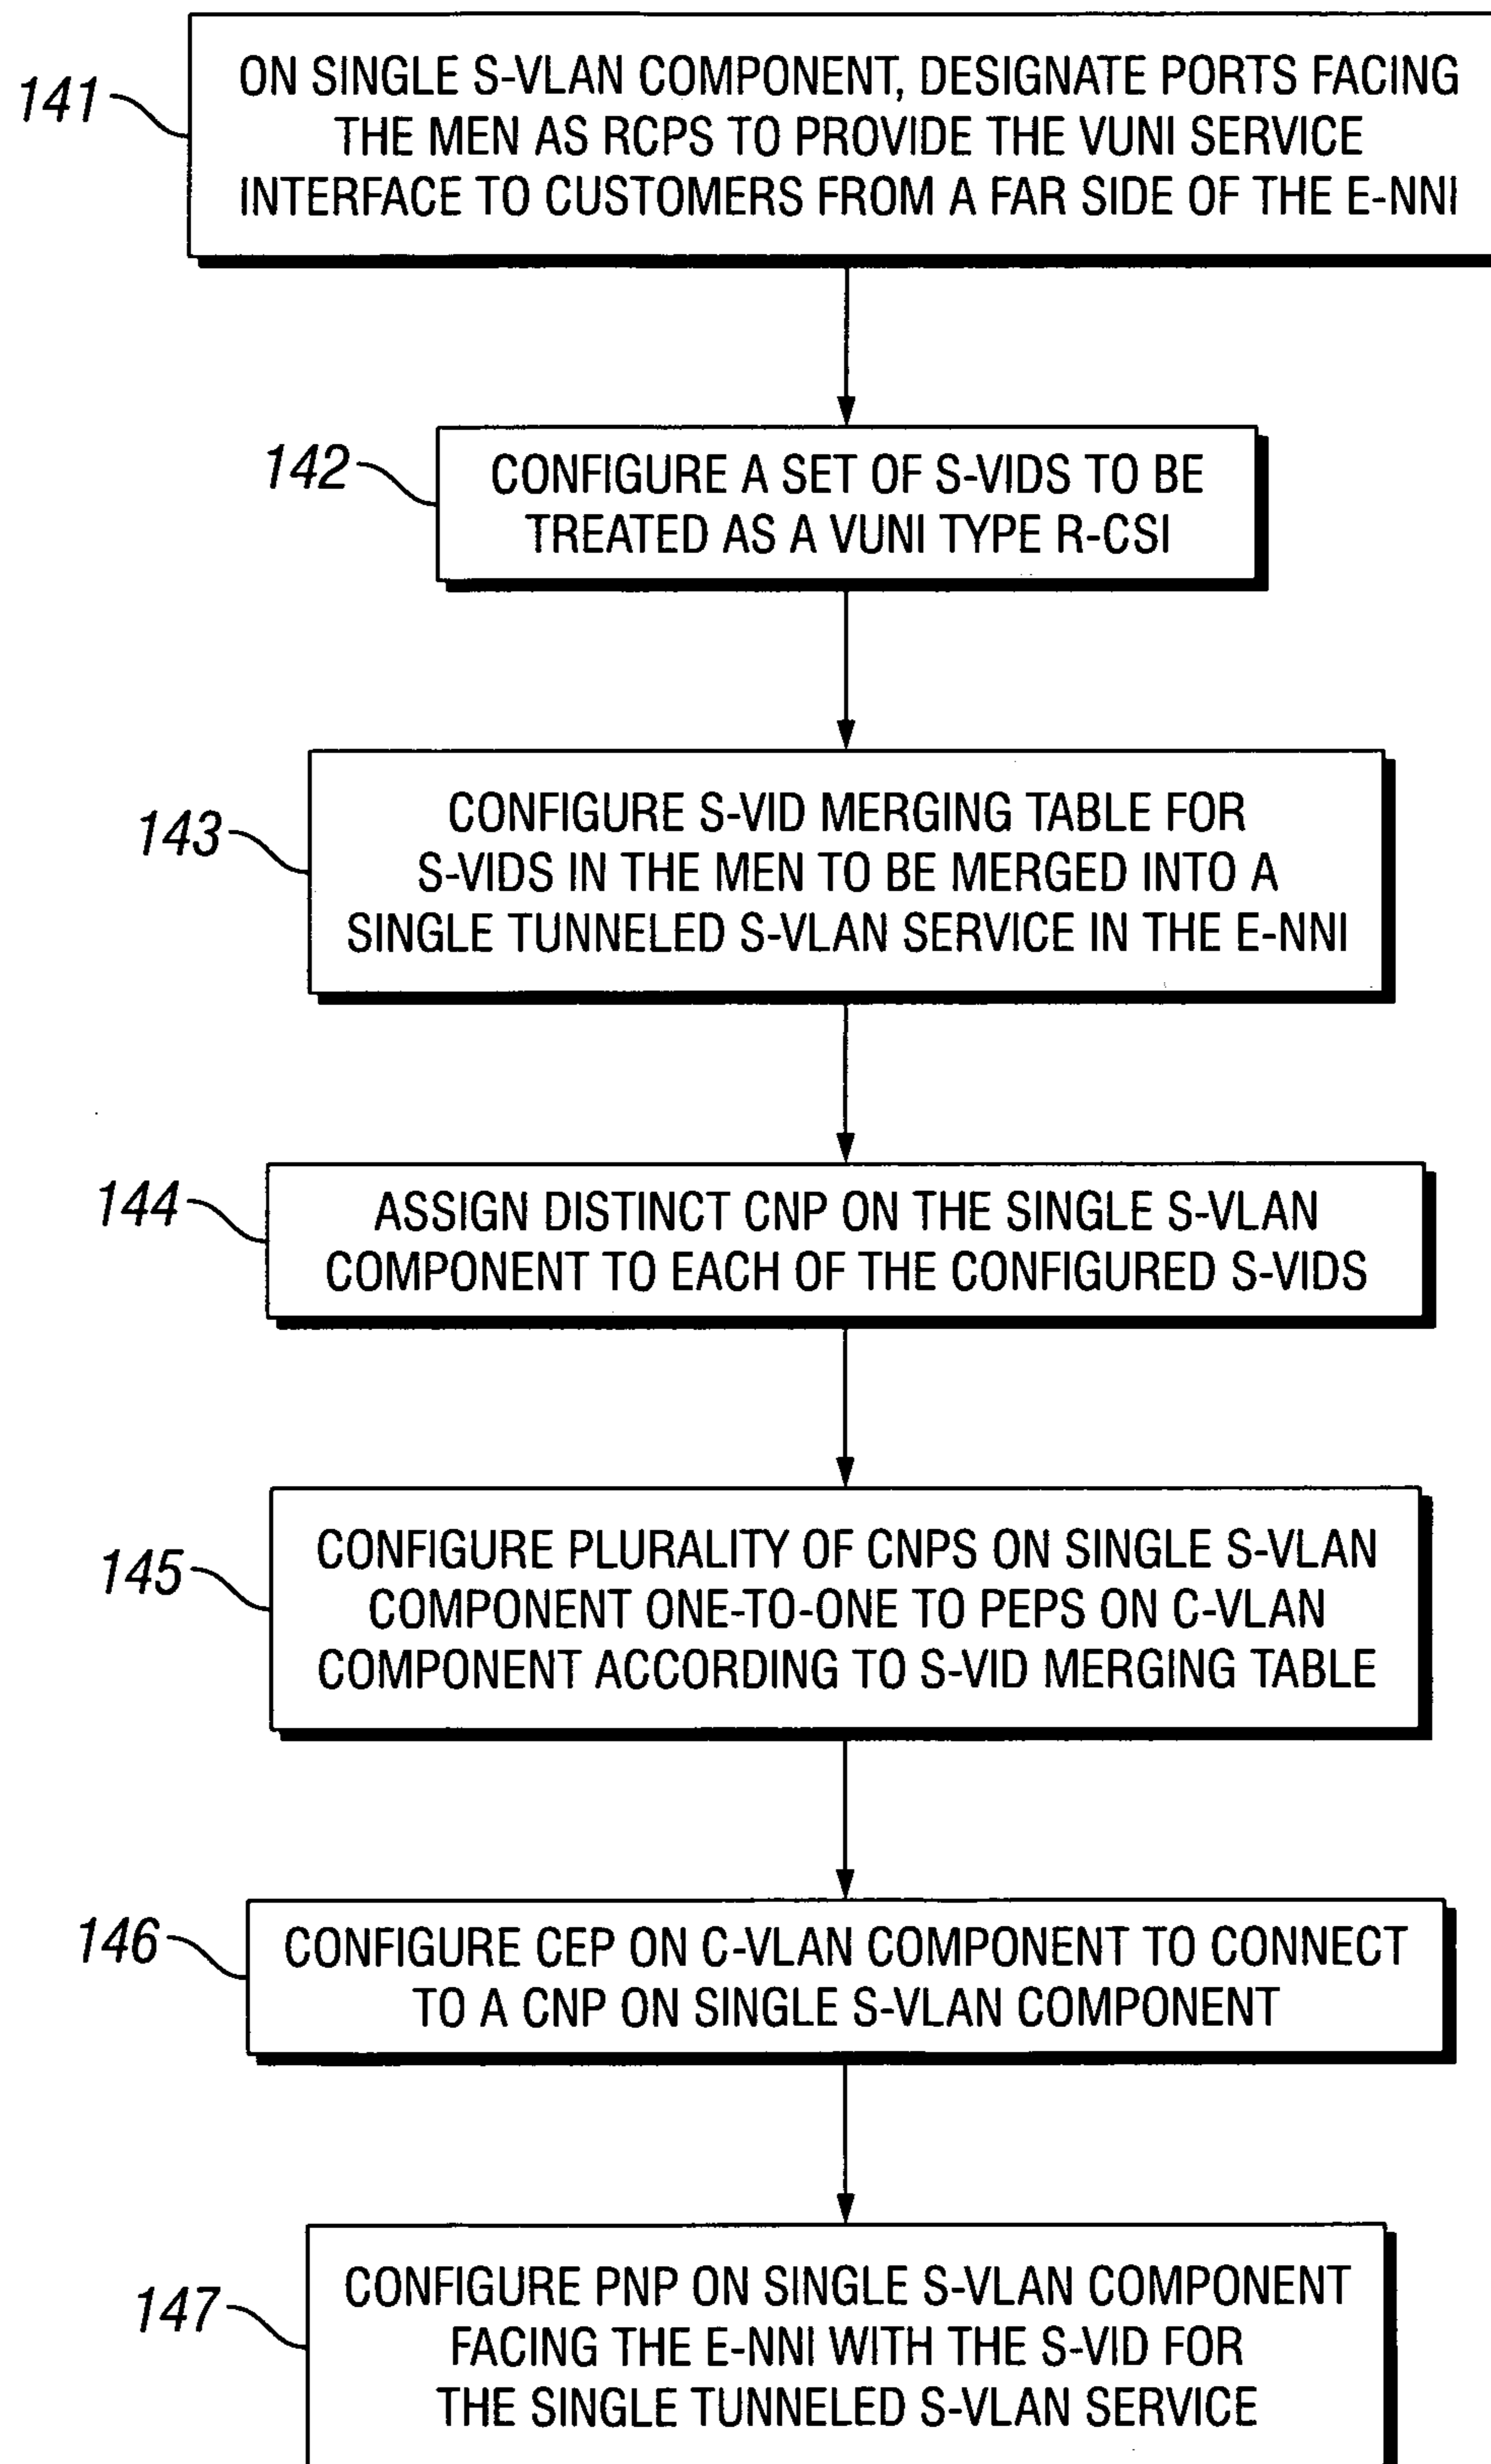 141
ON SINGLE S-VLAN COMPONENT, DESIGNATE PORTS FACING
THE MEN AS RCPS TO PROVIDE THE VUNI SERVICE
INTERFACE TO CUSTOMERS FROM A FAR SIDE OF THE E-NNI
142
CONFIGURE A SET OF S-VIDS TO BE
TREATED AS A VUNI TYPE R-CSI
143
CONFIGURE S-VID MERGING TABLE FOR
S-VIDS IN THE MEN TO BE MERGED INTO A
SINGLE TUNNELED S-VLAN SERVICE IN THE E-NNI
144
ASSIGN DISTINCT CNP ON THE SINGLE S-VLAN
COMPONENT TO EACH OF THE CONFIGURED S-VIDS
145
CONFIGURE PLURALITY OF CNPS ON SINGLE S-VLAN
COMPONENT ONE-TO-ONE TO PEPS ON C-VLAN
COMPONENT ACCORDING TO S-VID MERGING TABLE
146
CONFIGURE CEP ON C-VLAN COMPONENT TO CONNECT
TO A CNP ON SINGLE S-VLAN COMPONENT
147
CONFIGURE PNP ON SINGLE S-VLAN COMPONENT
FACING THE E-NNI WITH THE S-VID FOR
THE SINGLE TUNNELED S-VLAN SERVICE